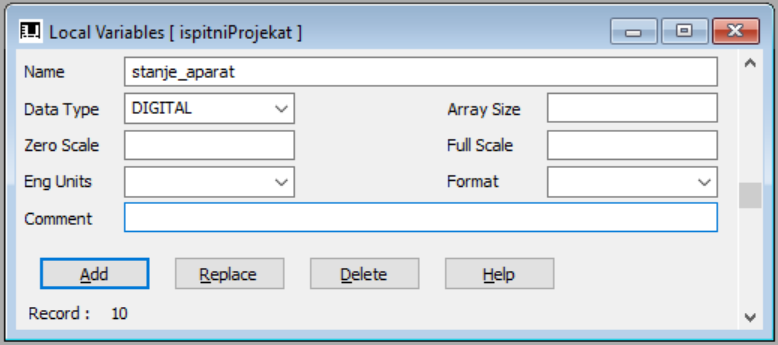 Local Variables [ ispitniProjekat ]
Name stanje_aparat
Data Type DIGITAL Array Size
Zero Scale Full Scale
Eng Units Format
Comment
Add Replace Delete Help
Record : 10